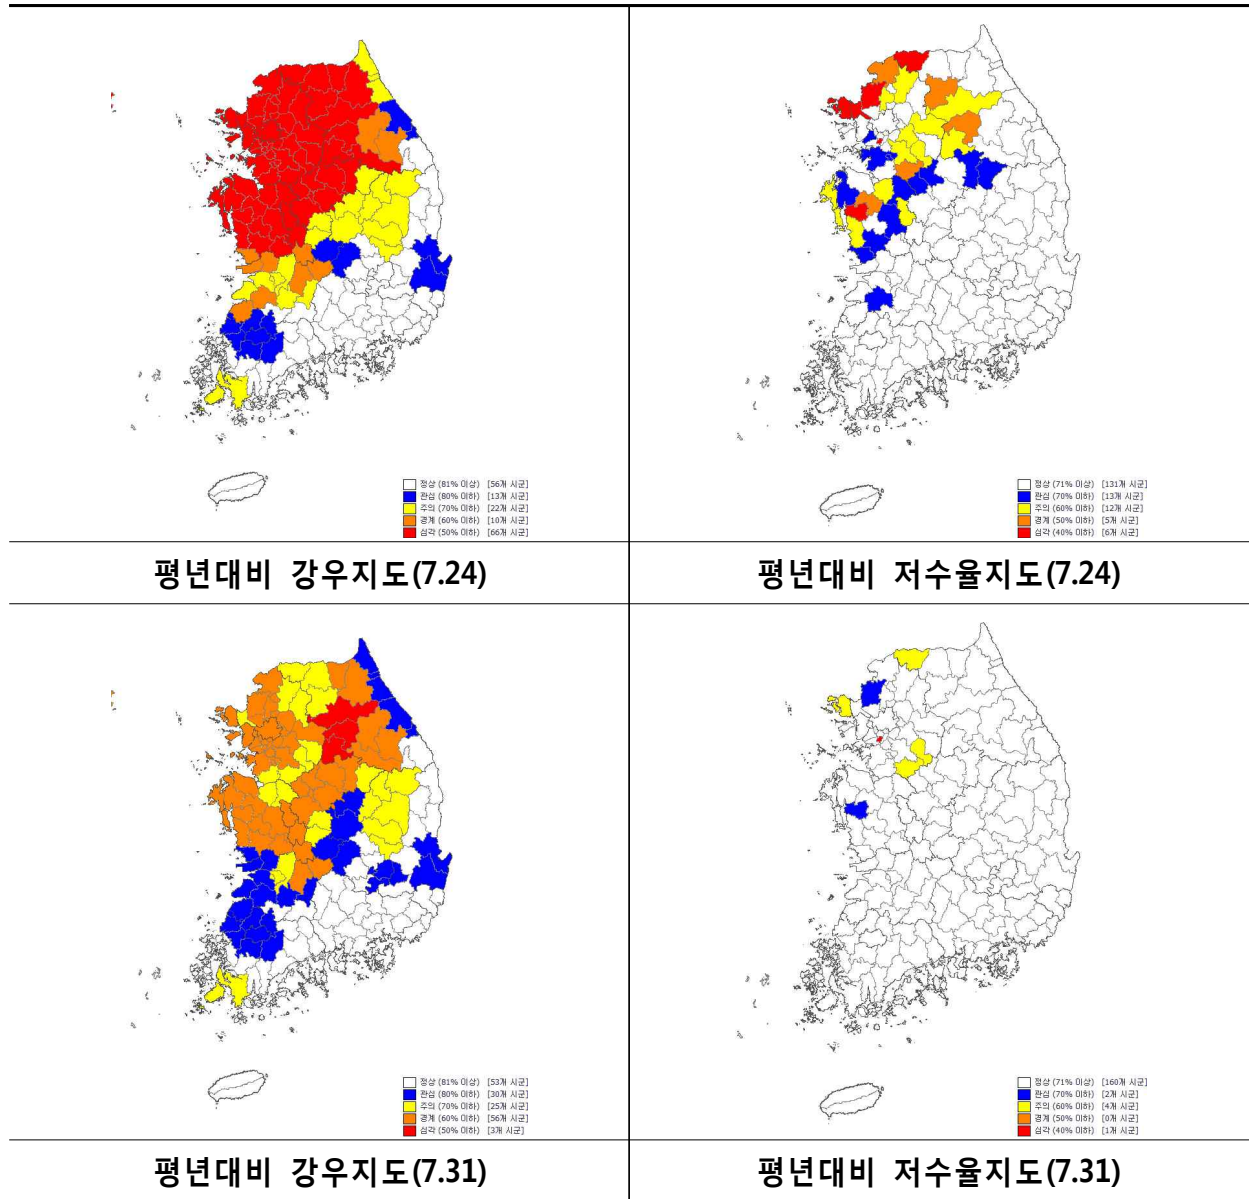 정상 (81% 이상) [56개 시군]
관심 (80% 이하) [13개 시군]
주의 (70% 이하) [22개 시군]
경계 (60% 이하) [10개 시군]
심각 (50% 이하) [66개 시군]
정상 (71% 이상) [131개 시군]
관심 (70% 이하) [13개 시군]
주의 (60% 이하) [12개 시군]
경계 (50% 이하) [5개 시군]
심각 (40% 이하) [6개 시군]
평년대비 강우지도(7.24)
평년대비 저수율지도(7.24)
정상 (81% 이상) [53개 시군]
관심 (80% 이하) [30개 시군]
주의 (70% 이하) [25개 시군]
경계 (60% 이하) [56개 시군]
심각 (50% 이하) [3개 시군]
정상 (71% 이상) [160개 시군]
관심 (70% 이하) [2개 시군]
주의 (60% 이하) [4개 시군]
경계 (50% 이하) [0개 시군]
심각 (40% 이하) [1개 시군]
평년대비 강우지도(7.31)
평년대비 저수율지도(7.31)